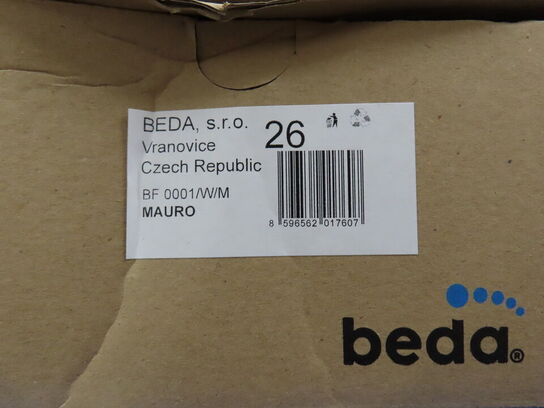 BEDA, s.r.o. 26
Vranovice
Czech Republic
BF 0001/W/M
MAURO
8 596562 017607
beda®